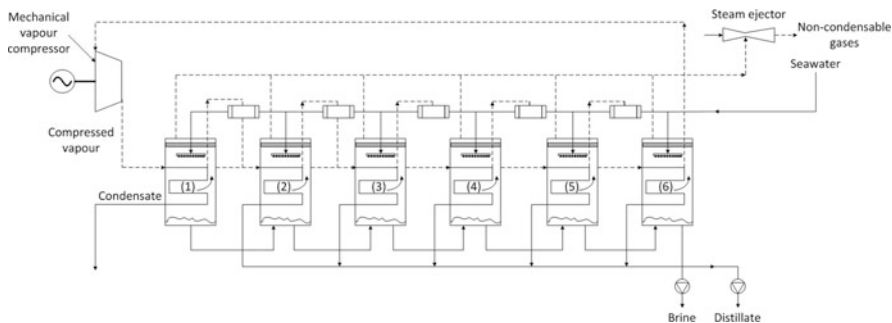 Mechanical
vapour
compressor
Steam ejector
Non-condensable
gases
Seawater
Compressed
vapour
(1)
(2)
(3)
(4)
(5)
(6)
Condensate
Brine
Distillate